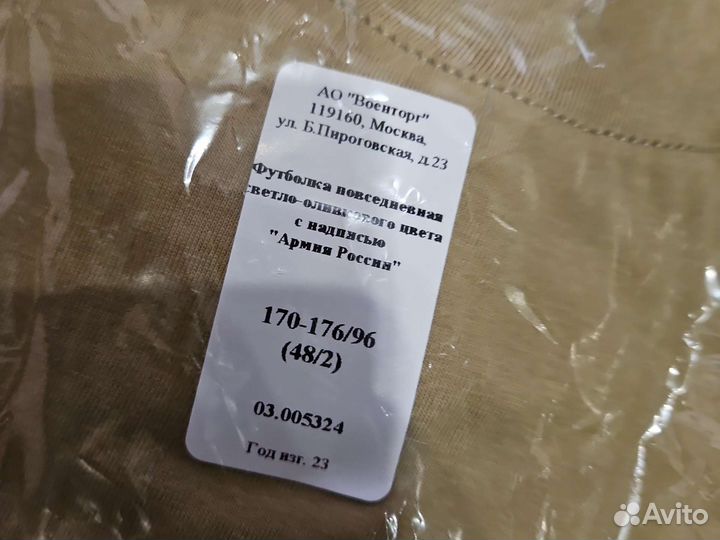 АО "Военторг"
119160, Москва,
ул. Б.Пироговская, д.23
Футболка повседневная
светло-оливкового цвета
с надписью
"Армия России"
170-176/96
(48/2)
03.005324
Год изг. 23
Avito